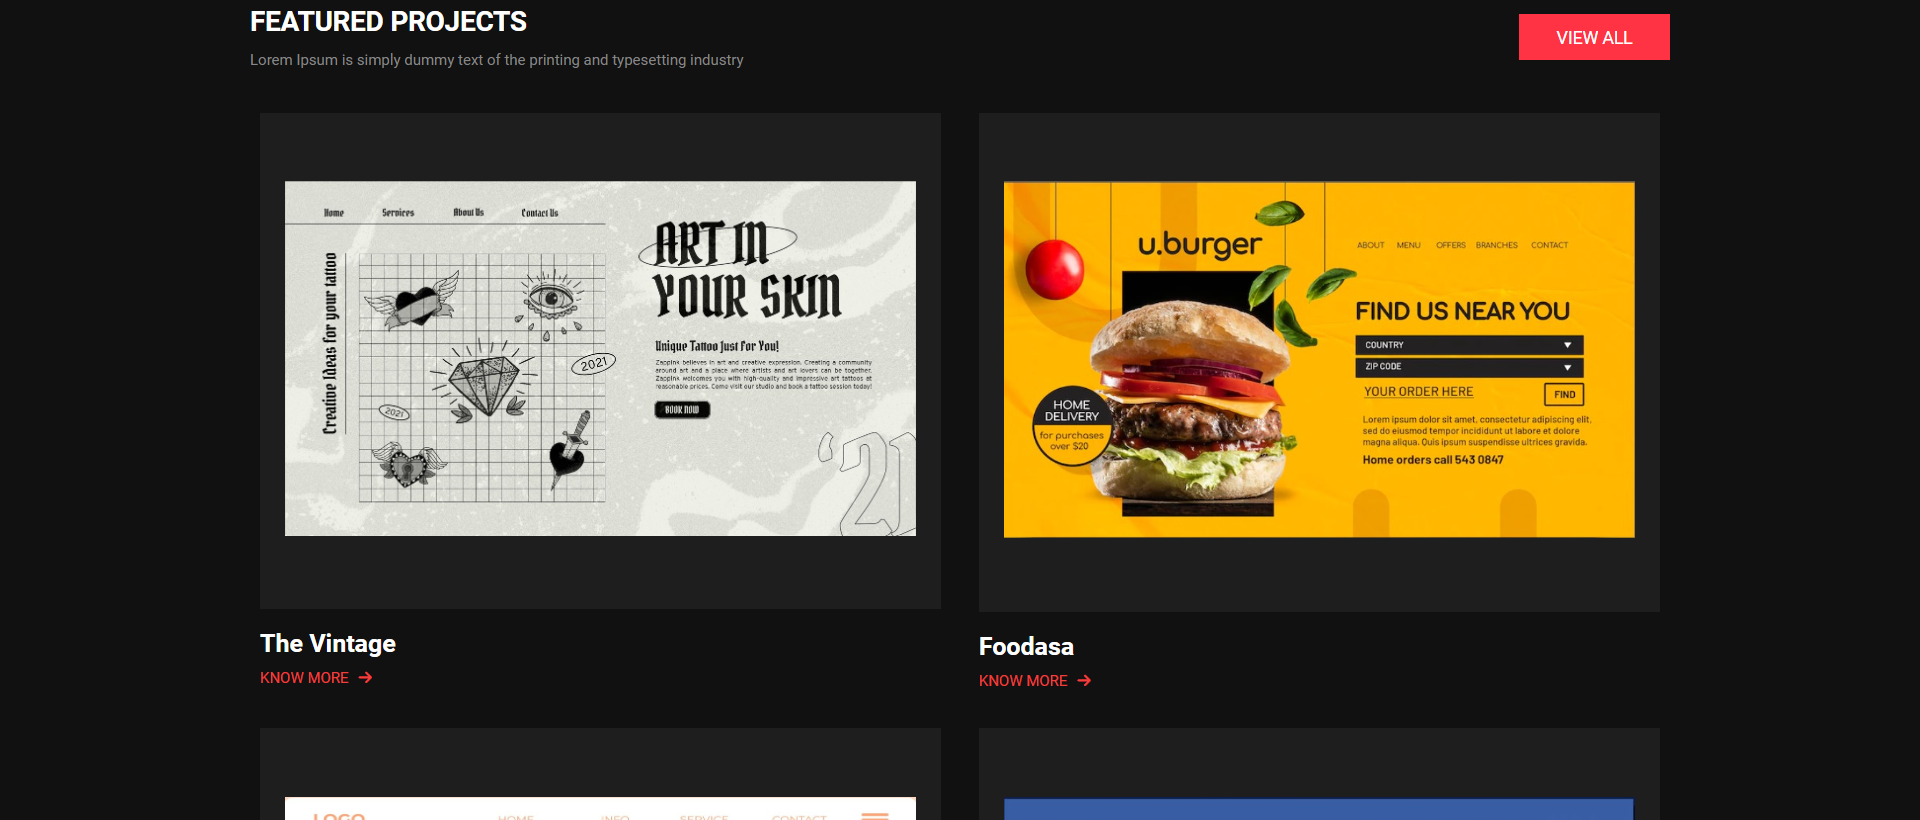 FEATURED PROJECTS
VIEW ALL
Lorem Ipsum is simply dummy text of the printing and typesetting industry
Home Services About Us Contact Us
Creative Ideas for your tattoo
2021
2021
ART IN
YOUR SKIN
Unique Tattoo Just For You!
Zappink believes in art and creative expression. Creating a community
around art and a place where artists and art lovers can be together.
Zappink welcomes you with high-quality and impressive art tattoos at
reasonable prices. Come visit our studio and book a tattoo session today!
BOOK NOW
'21
u.burger
ABOUT MENU OFFERS BRANCHES CONTACT
FIND US NEAR YOU
COUNTRY
ZIP CODE
YOUR ORDER HERE
FIND
HOME
DELIVERY
for purchases
over $20
Lorem ipsum dolor sit amet, consectetur adipiscing elit,
sed do eiusmod tempor incididunt ut labore et dolore
magna aliqua. Quis ipsum suspendisse ultrices gravida.
Home orders call 543 0847
The Vintage
KNOW MORE
Foodasa
KNOW MORE
LOGO HOME INFO SERVICE CONTACT